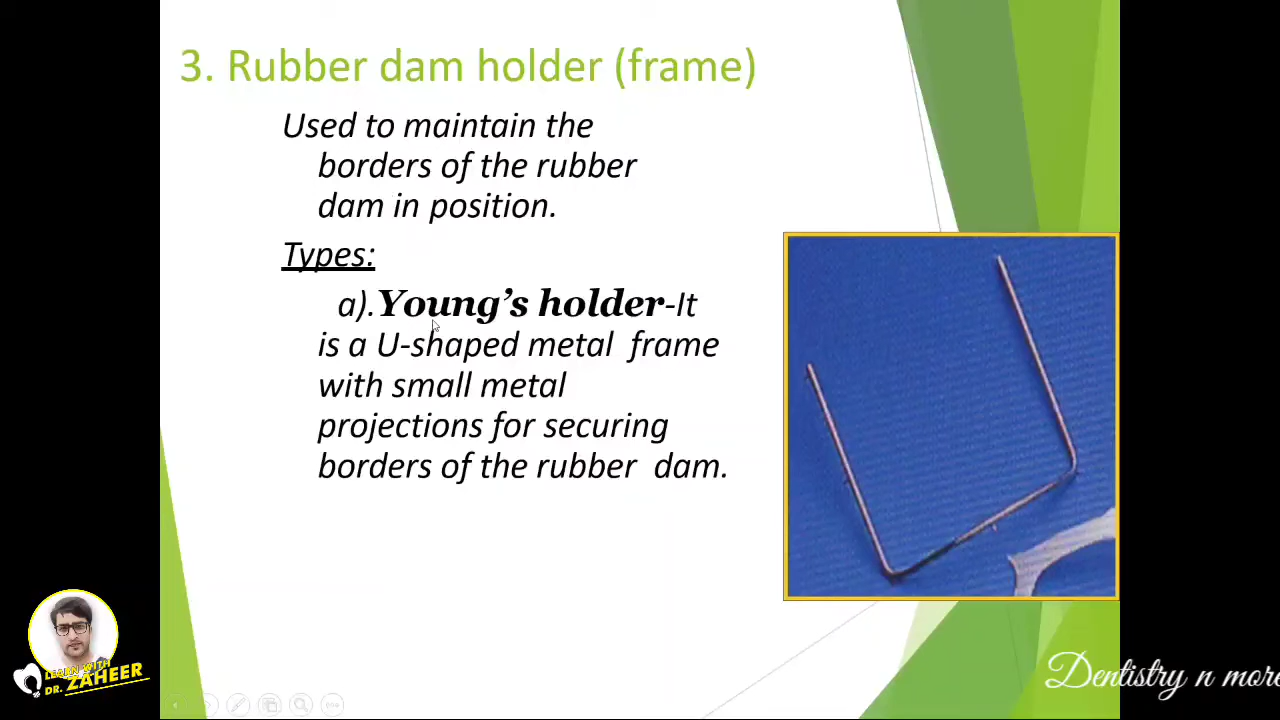 3. Rubber dam holder (frame)
Used to maintain the
borders of the rubber
dam in position.
Types:
a).Young's holder-It
is a U-shaped metal frame
with small metal
projections for securing
borders of the rubber dam.
LEARN WITH
DR. ZAHEER
Dentistry n more